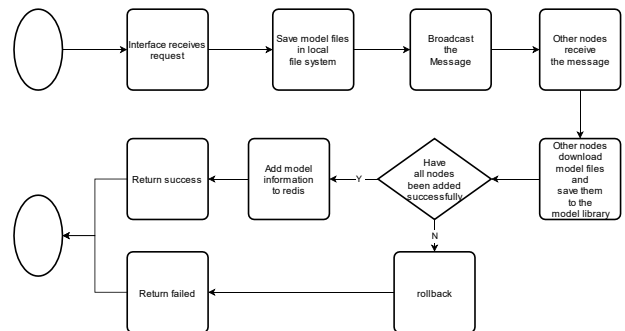 Interface receives
request
Save model files
in local
file system
Broadcast
the
Message
Other nodes
receive
the message
Other nodes
download
model files
and
save them
to the
model library
Have
all nodes
been added
successfully
Y
Add model
information
to redis
Return success
N
rollback
Return failed